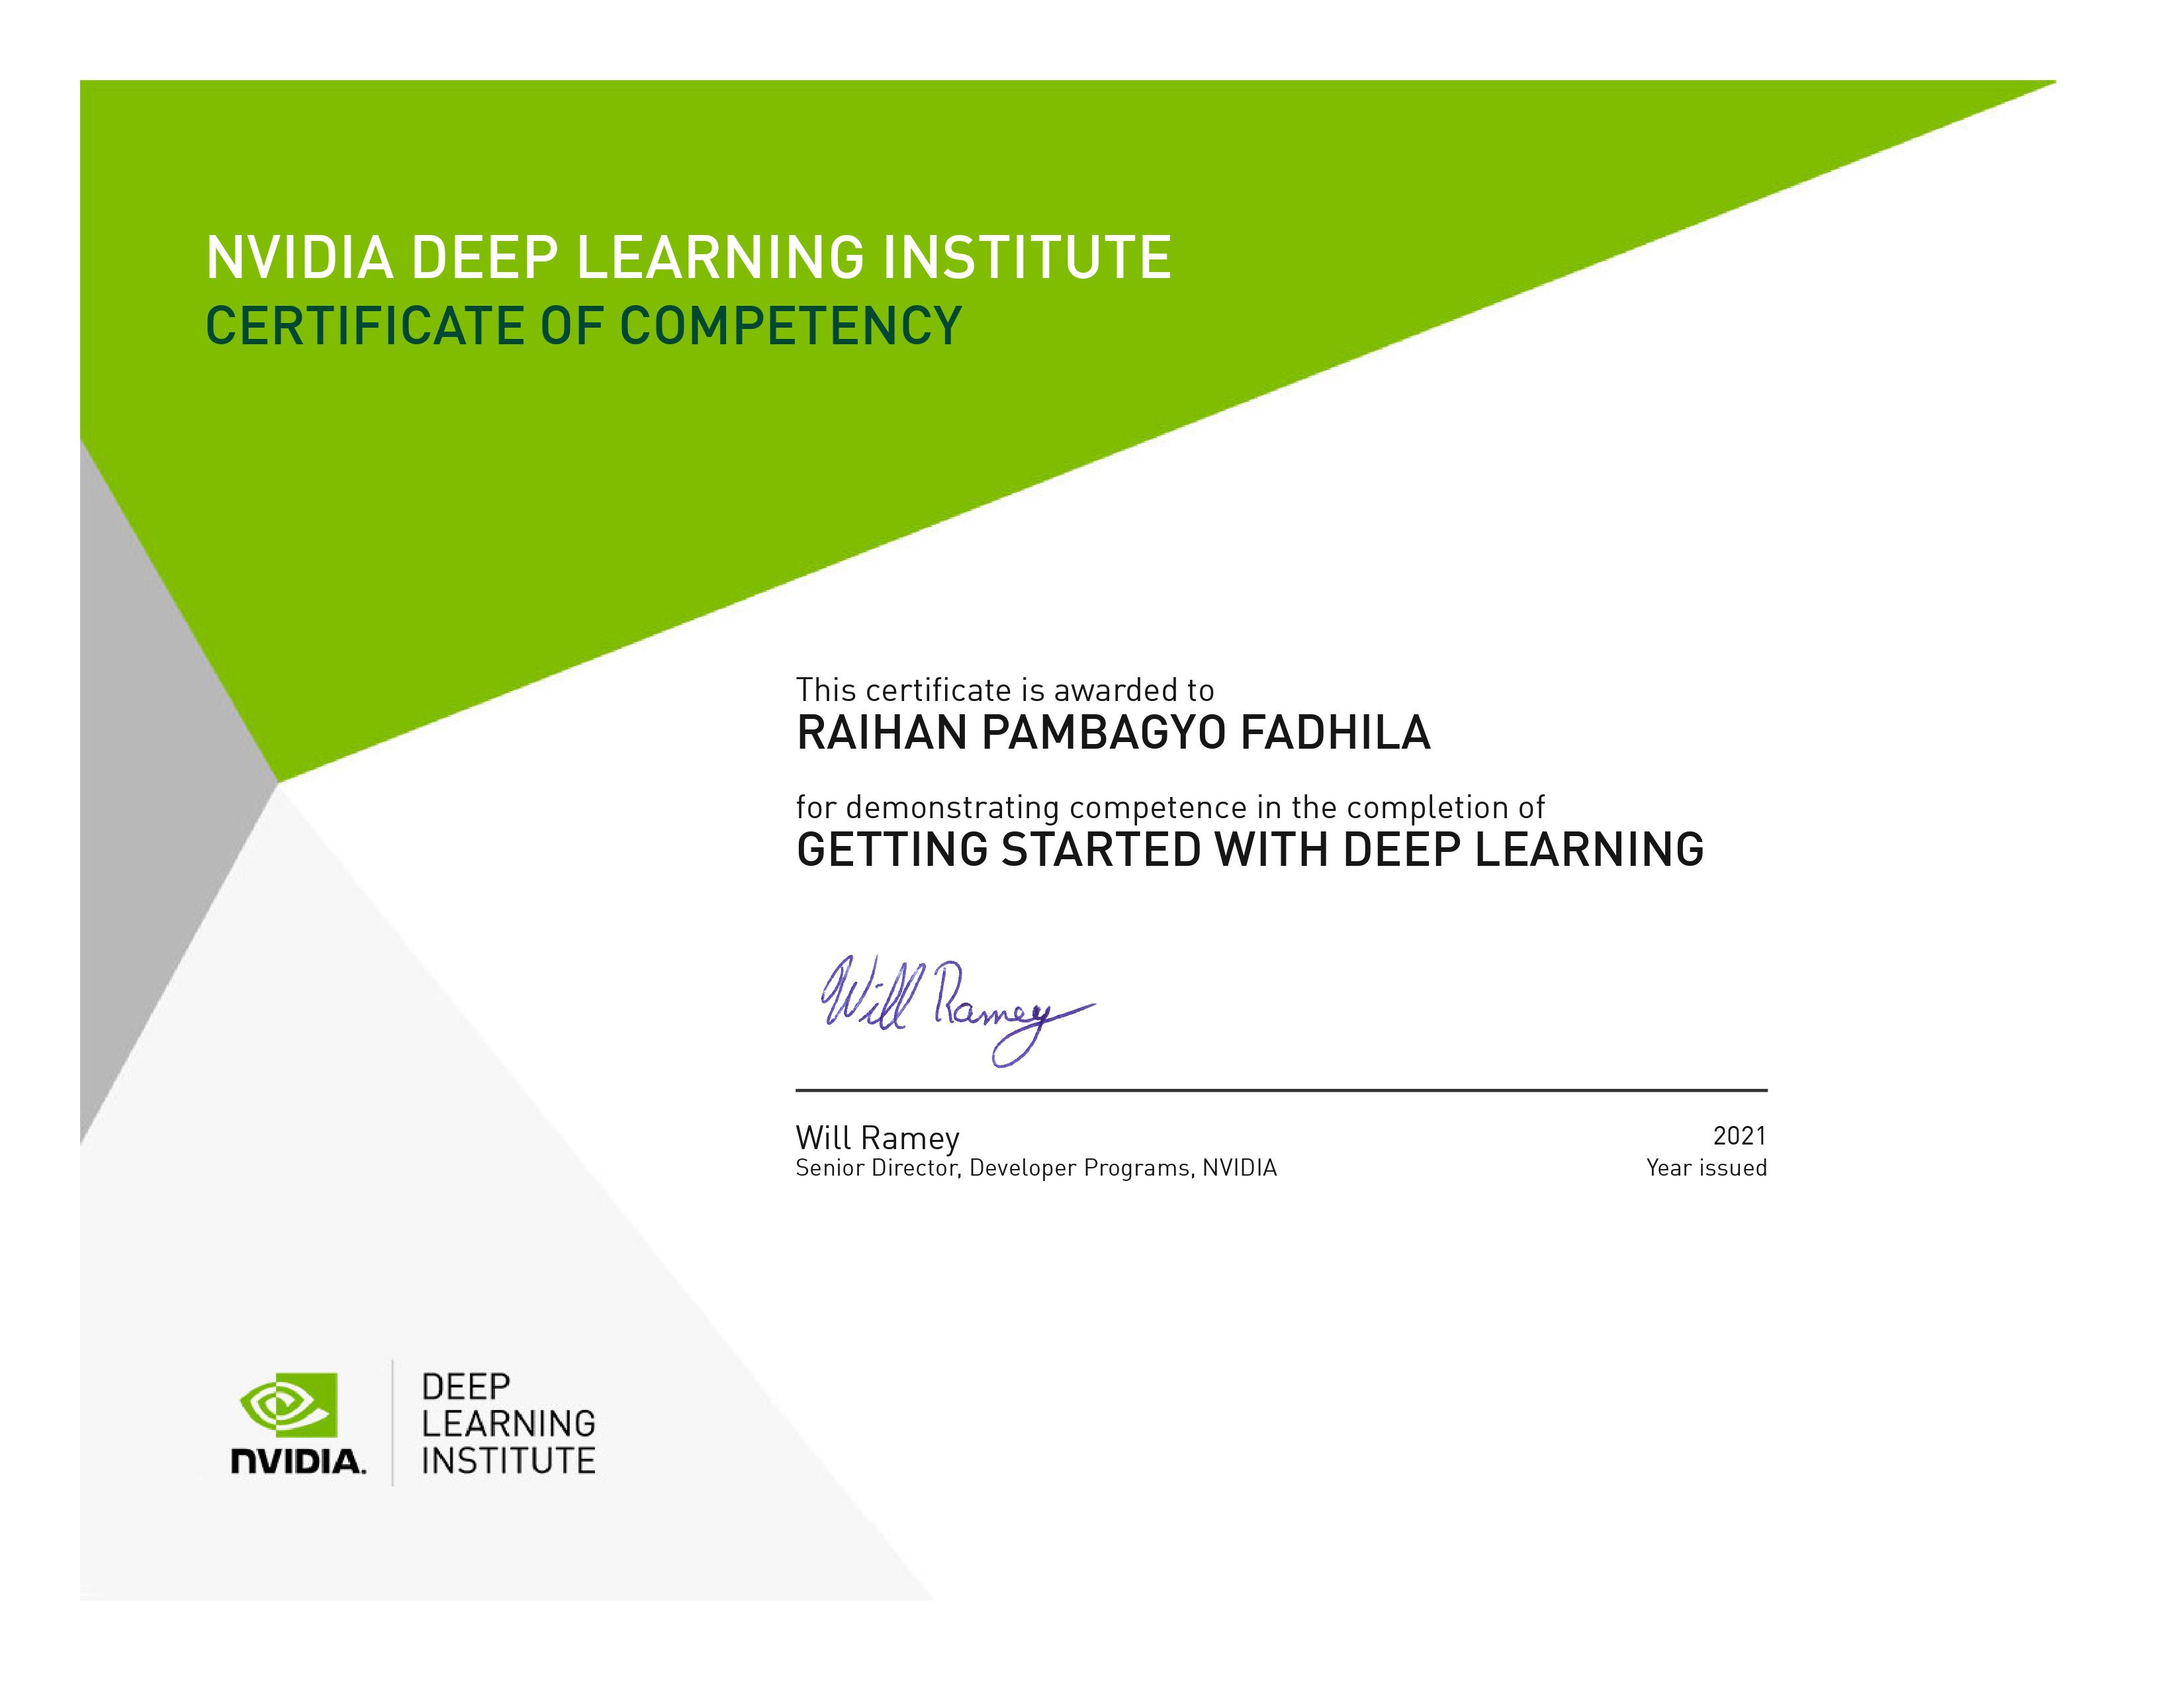 NVIDIA DEEP LEARNING INSTITUTE
CERTIFICATE OF COMPETENCY
This certificate is awarded to
RAIHAN PAMBAGYO FADHILA
for demonstrating competence in the completion of
GETTING STARTED WITH DEEP LEARNING
Will Ramey
Will Ramey
Senior Director, Developer Programs, NVIDIA
2021
Year issued
NVIDIA.
DEEP
LEARNING
INSTITUTE